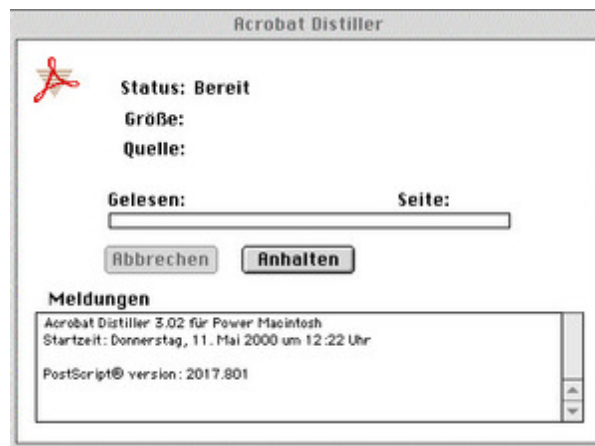 Acrobat Distiller
Status: Bereit
Größe:
Quelle:
Gelesen: Seite:
Abbrechen Anhalten
Meldungen
Acrobat Distiller 3.02 für Power Macintosh
Startzeit: Donnerstag, 11. Mai 2000 um 12:22 Uhr
PostScript® version: 2017.801